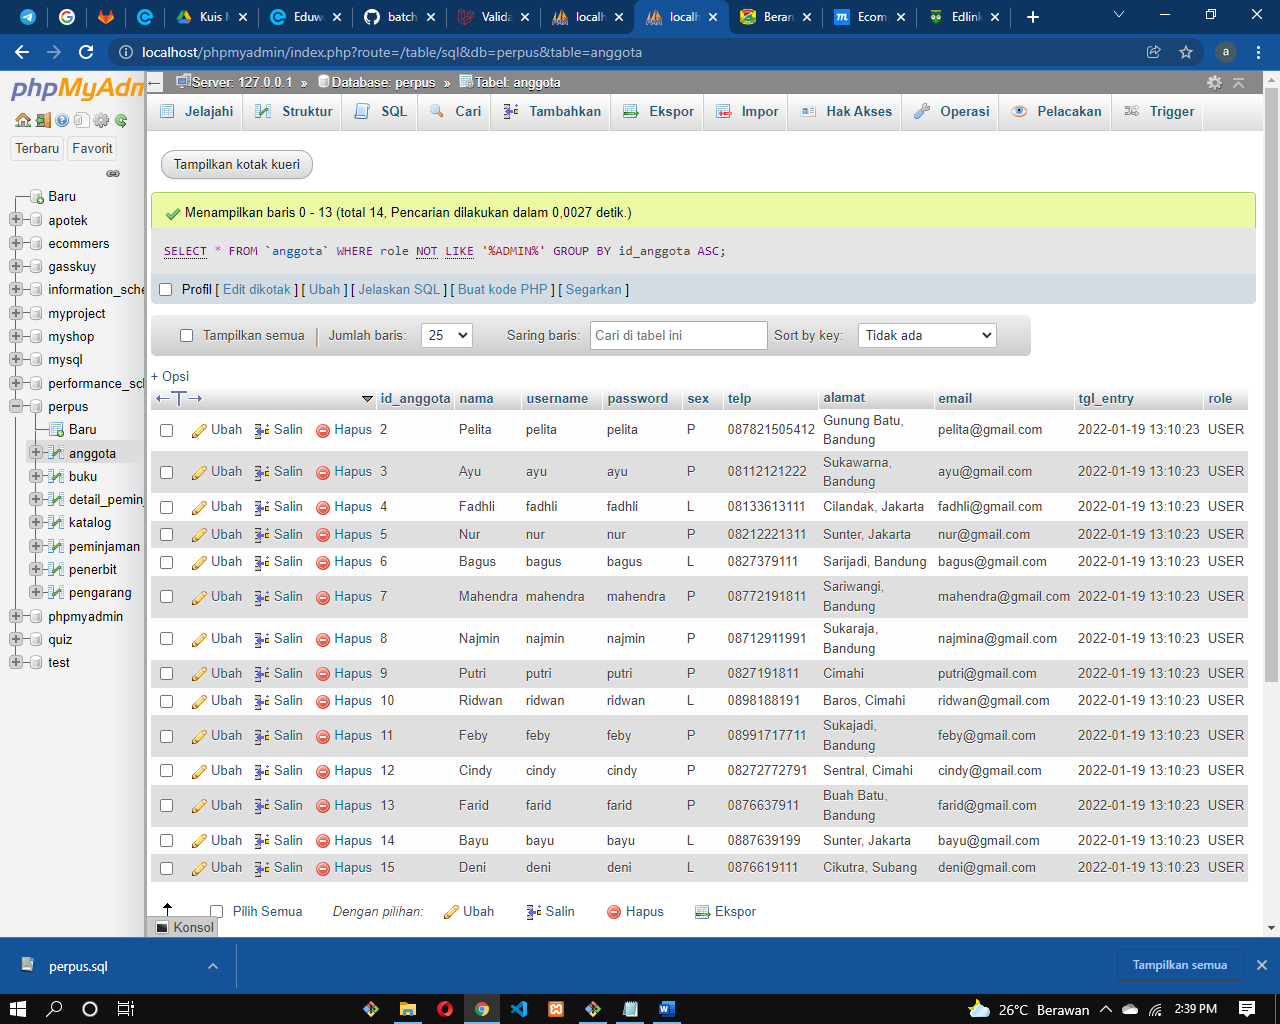 Kuis M
Eduw
batch
Valida
localh
localh
Beran
Ecom
Edlink
localhost/phpmyadmin/index.php?route=/table/sql&db=perpus&table=anggota
a
phpMyAdm
Terbaru Favorit
Baru
apotek
ecommers
gasskuy
information_sche
myproject
myshop
mysql
performance_sch
perpus
Baru
anggota
buku
detail_peminj
katalog
peminjaman
penerbit
pengarang
phpmyadmin
quiz
test
Server: 127.0.0.1 » Database: perpus » Tabel: anggota
Jelajahi Struktur SQL Cari Tambahkan Ekspor Impor Hak Akses Operasi Pelacakan Trigger
Tampilkan kotak kueri
Menampilkan baris 0 - 13 (total 14, Pencarian dilakukan dalam 0,0027 detik.)
SELECT * FROM `anggota` WHERE role NOT LIKE '%ADMIN%' GROUP BY id_anggota ASC;
Profil [ Edit dikotak ] [ Ubah ] [ Jelaskan SQL ] [ Buat kode PHP ] [ Segarkan ]
Tampilkan semua Jumlah baris: 25 Saring baris: Cari di tabel ini Sort by key: Tidak ada
+ Opsi
←T→ id_anggota nama username password sex telp alamat email tgl_entry role
Ubah Salin Hapus 2 Pelita pelita pelita P 087821505412 Gunung Batu, Bandung pelita@gmail.com 2022-01-19 13:10:23 USER
Ubah Salin Hapus 3 Ayu ayu ayu P 08112121222 Sukawarna, Bandung ayu@gmail.com 2022-01-19 13:10:23 USER
Ubah Salin Hapus 4 Fadhli fadhli fadhli L 08133613111 Cilandak, Jakarta fadhli@gmail.com 2022-01-19 13:10:23 USER
Ubah Salin Hapus 5 Nur nur nur P 08212221311 Sunter, Jakarta nur@gmail.com 2022-01-19 13:10:23 USER
Ubah Salin Hapus 6 Bagus bagus bagus L 0827379111 Sarijadi, Bandung bagus@gmail.com 2022-01-19 13:10:23 USER
Ubah Salin Hapus 7 Mahendra mahendra mahendra P 08772191811 Sariwangi, Bandung mahendra@gmail.com 2022-01-19 13:10:23 USER
Ubah Salin Hapus 8 Najmin najmin najmin P 08712911991 Sukaraja, Bandung najmina@gmail.com 2022-01-19 13:10:23 USER
Ubah Salin Hapus 9 Putri putri putri P 0827191811 Cimahi putri@gmail.com 2022-01-19 13:10:23 USER
Ubah Salin Hapus 10 Ridwan ridwan ridwan L 0898188191 Baros, Cimahi ridwan@gmail.com 2022-01-19 13:10:23 USER
Ubah Salin Hapus 11 Feby feby feby P 08991717711 Sukajadi, Bandung feby@gmail.com 2022-01-19 13:10:23 USER
Ubah Salin Hapus 12 Cindy cindy cindy P 08272772791 Sentral, Cimahi cindy@gmail.com 2022-01-19 13:10:23 USER
Ubah Salin Hapus 13 Farid farid farid P 0876637911 Buah Batu, Bandung farid@gmail.com 2022-01-19 13:10:23 USER
Ubah Salin Hapus 14 Bayu bayu bayu L 0887639199 Sunter, Jakarta bayu@gmail.com 2022-01-19 13:10:23 USER
Ubah Salin Hapus 15 Deni deni deni L 0876619111 Cikutra, Subang deni@gmail.com 2022-01-19 13:10:23 USER
Pilih Semua Dengan pilihan: Ubah Salin Hapus Ekspor
Konsol
perpus.sql
Tampilkan semua
26°C Berawan
2:39 PM